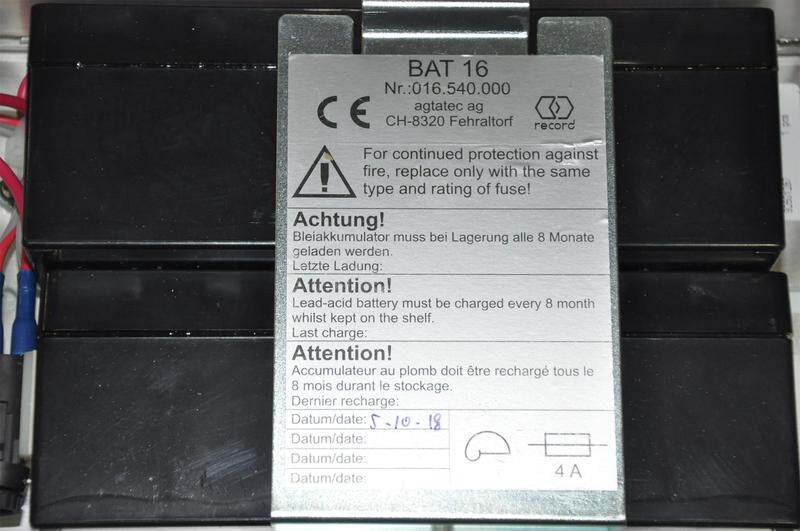 BAT 16
Nr.:016.540.000
agtatec ag
CH-8320 Fehraltorf
CE
record
For continued protection against
fire, replace only with the same
type and rating of fuse!
Achtung!
Bleiakkumulator muss bei Lagerung alle 8 Monate
geladen werden.
Letzte Ladung:
Attention!
Lead-acid battery must be charged every 8 month
whilst kept on the shelf.
Last charge:
Attention!
Accumulateur au plomb doit être rechargé tous le
8 mois durant le stockage.
Dernier recharge:
Datum/date: 5-10-18
Datum/date:
Datum/date:
Datum/date:
4 A